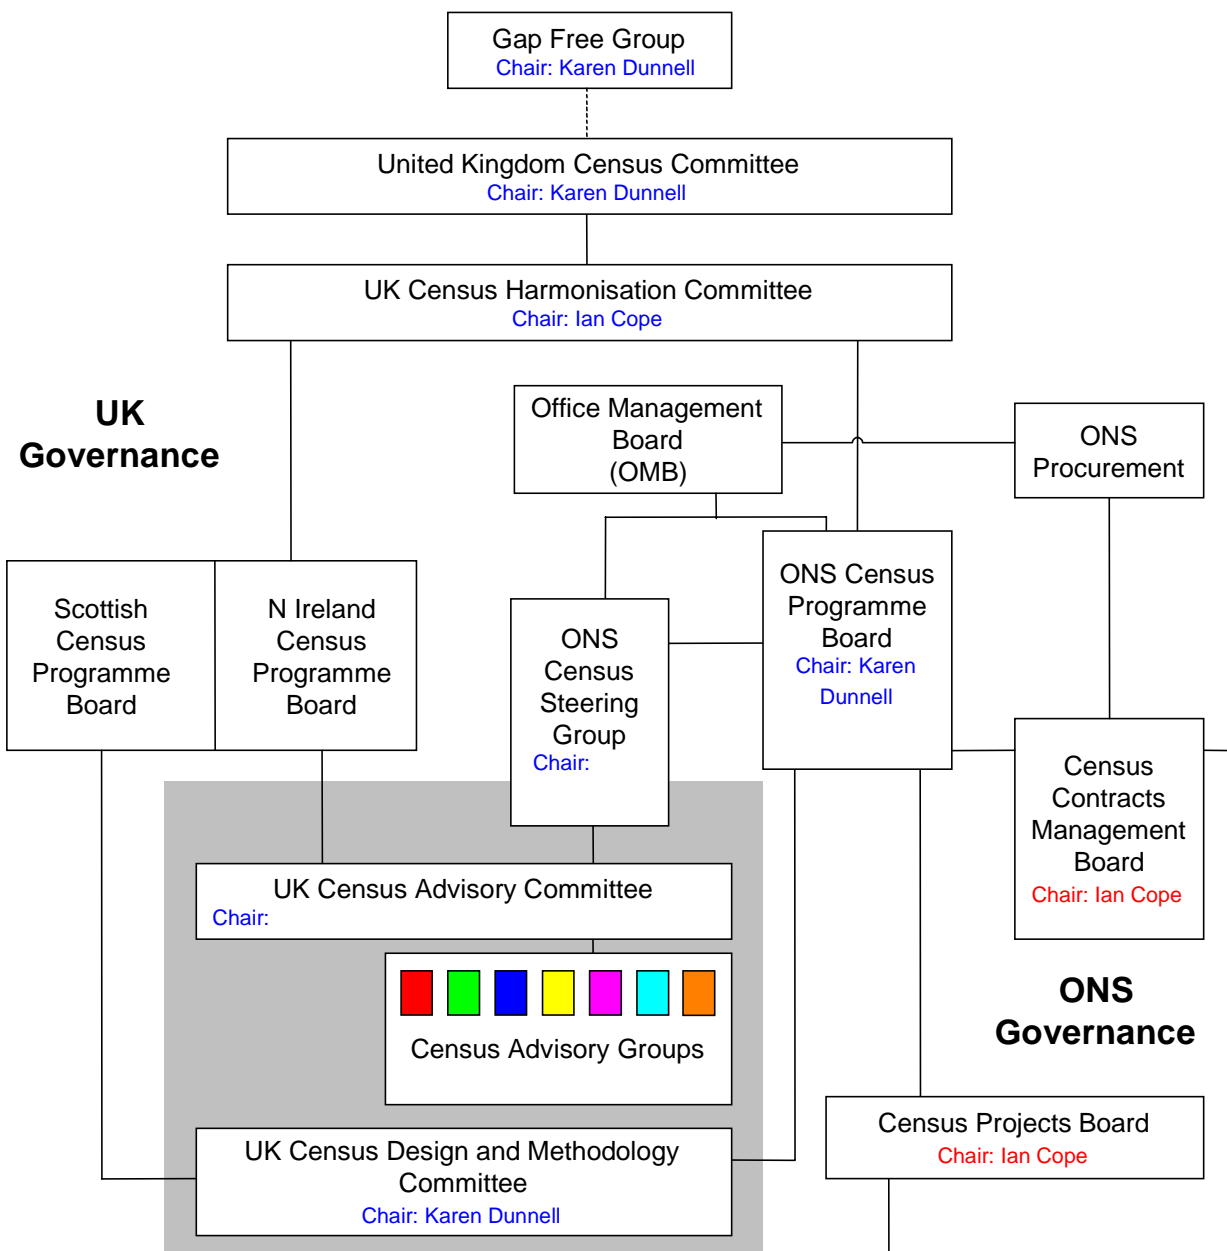 Gap Free Group
Chair: Karen Dunnell
United Kingdom Census Committee
Chair: Karen Dunnell
UK Census Harmonisation Committee
Chair: Ian Cope
UK
Governance
Office Management
Board
(OMB)
ONS
Procurement
Scottish
Census
Programme
Board
N Ireland
Census
Programme
Board
ONS
Census
Steering
Group
Chair:
ONS Census
Programme
Board
Chair: Karen
Dunnell
Census
Contracts
Management
Board
Chair: Ian Cope
UK Census Advisory Committee
Chair:
Census Advisory Groups
ONS
Governance
Census Projects Board
Chair: Ian Cope
UK Census Design and Methodology
Committee
Chair: Karen Dunnell